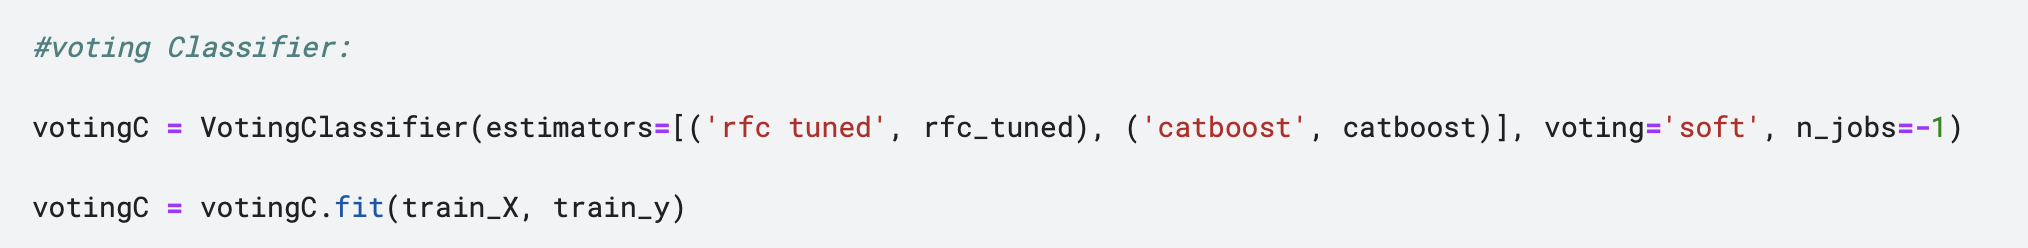 #voting Classifier:
votingC = VotingClassifier(estimators=[('rfc tuned', rfc_tuned), ('catboost', catboost)], voting='soft', n_jobs=-1)
votingC = votingC.fit(train_X, train_y)